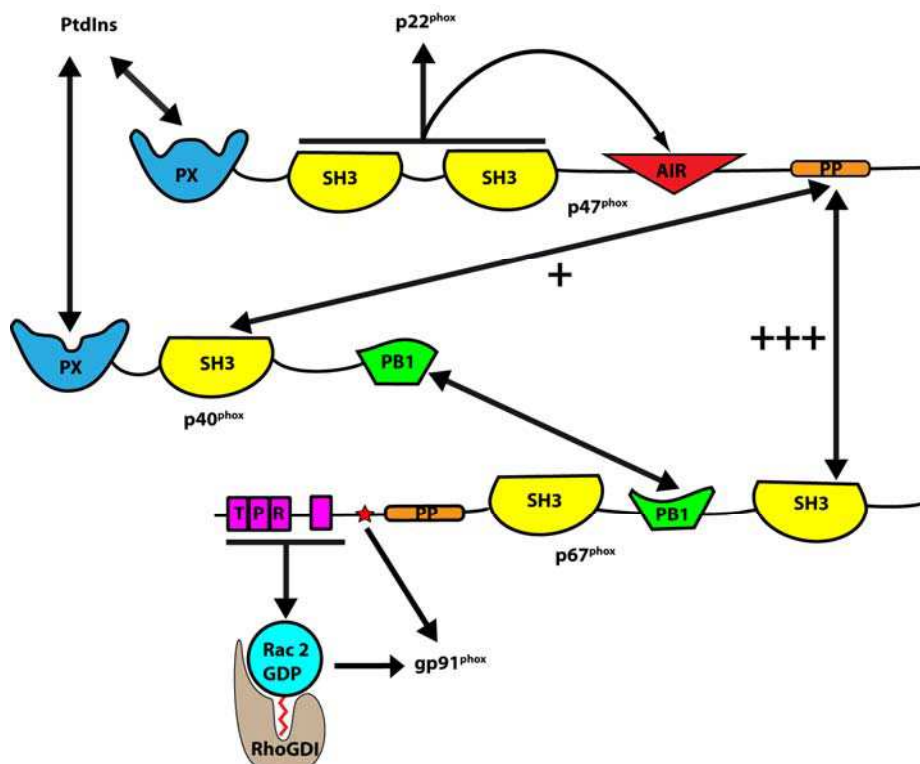 PtdIns
p22phox
PX
SH3
SH3
AIR
PP
p47phox
+
PX
SH3
PB1
+++
p40phox
T P R
PP
SH3
PB1
SH3
p67phox
Rac 2
GDP
gp91phox
RhoGDI